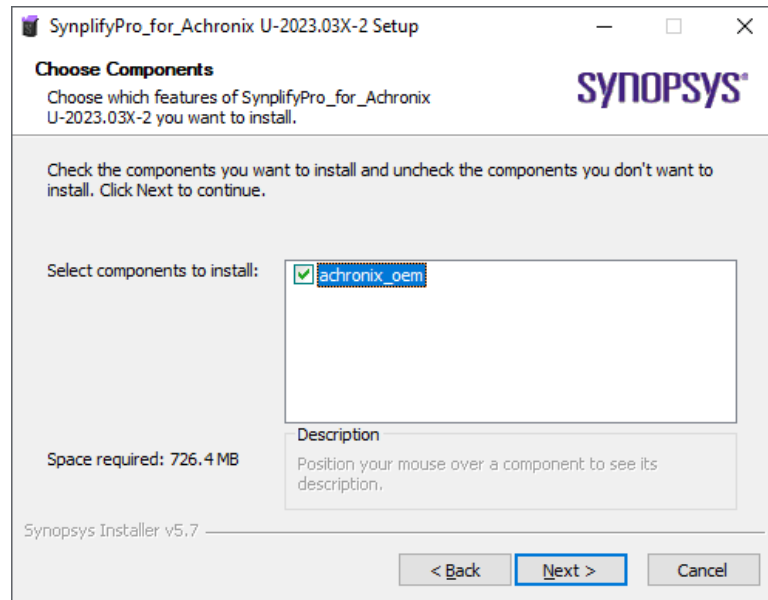 SynplifyPro_for_Achronix U-2023.03X-2 Setup
Choose Components
Choose which features of SynplifyPro_for_Achronix
U-2023.03X-2 you want to install.
SYNOPSYS®
Check the components you want to install and uncheck the components you don't want to
install. Click Next to continue.
Select components to install:
achronix_oem
Space required: 726.4 MB
Description
Position your mouse over a component to see its
description.
Synopsys Installer v5.7
< Back
Next >
Cancel